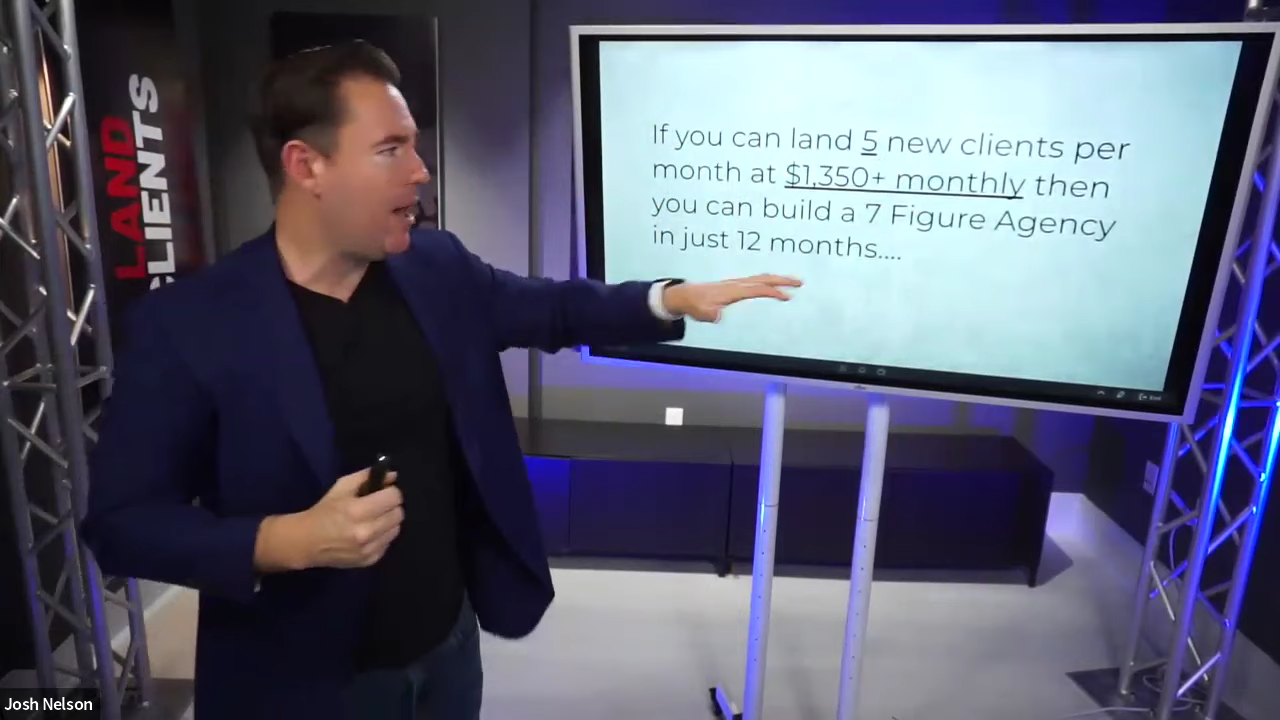 LAND
CLIENTS
If you can land 5 new clients per
month at $1,350+ monthly then
you can build a 7 Figure Agency
in just 12 months....
Josh Nelson